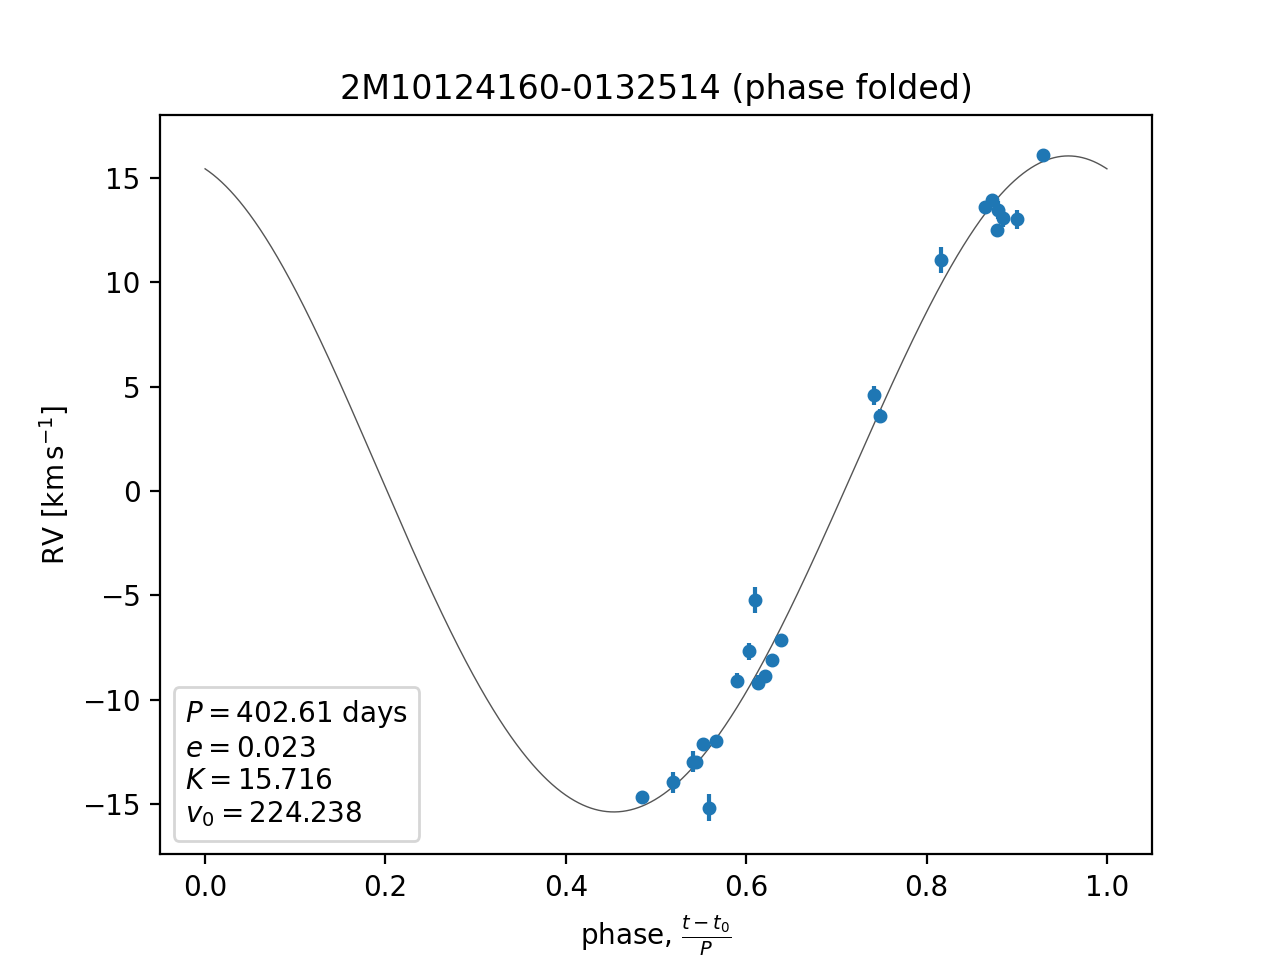 2M10124160-0132514 (phase folded)
RV [km s⁻¹]
15
10
5
0
−5
−10
−15
P = 402.61 days
e = 0.023
K = 15.716
v₀ = 224.238
0.0 0.2 0.4 0.6 0.8 1.0
phase, (t − t₀)/P